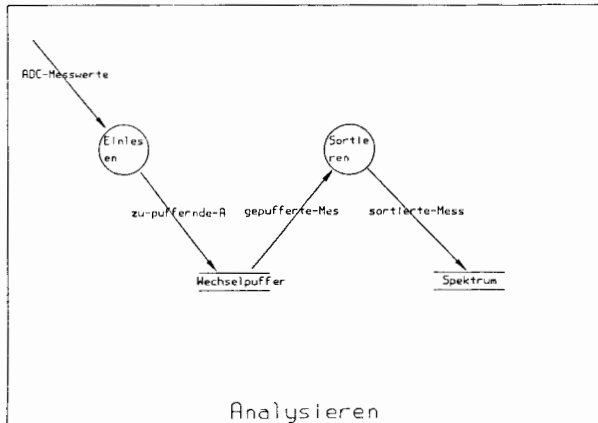 ADC-Messwerte
Einles
en
Sortie
ren
zu-puffernde-A
gepufferte-Mes
sortierte-Mess
Wechselpuffer
Spektrum
Analysieren